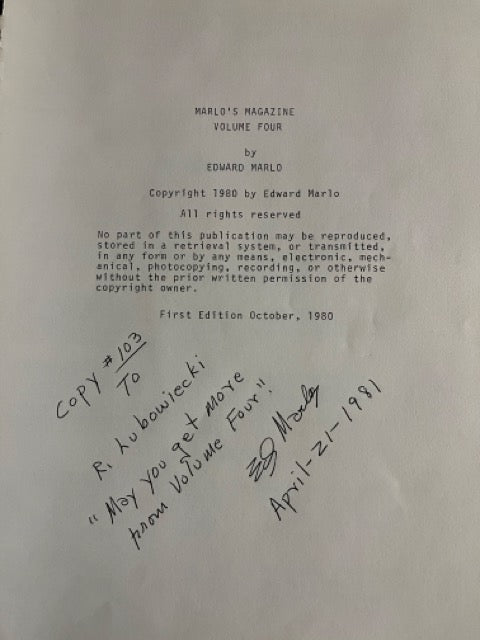 MARLO'S MAGAZINE
VOLUME FOUR
by
EDWARD MARLO
Copyright 1980 by Edward Marlo
All rights reserved
No part of this publication may be reproduced,
stored in a retrieval system, or transmitted,
in any form or by any means, electronic, mech-
anical, photocopying, recording, or otherwise
without the prior written permission of the
copyright owner.
First Edition October, 1980
COPY #103
To
R. Lubowiecki
"May you get more
from Volume Four."
Ed Marlo
April-21-1981